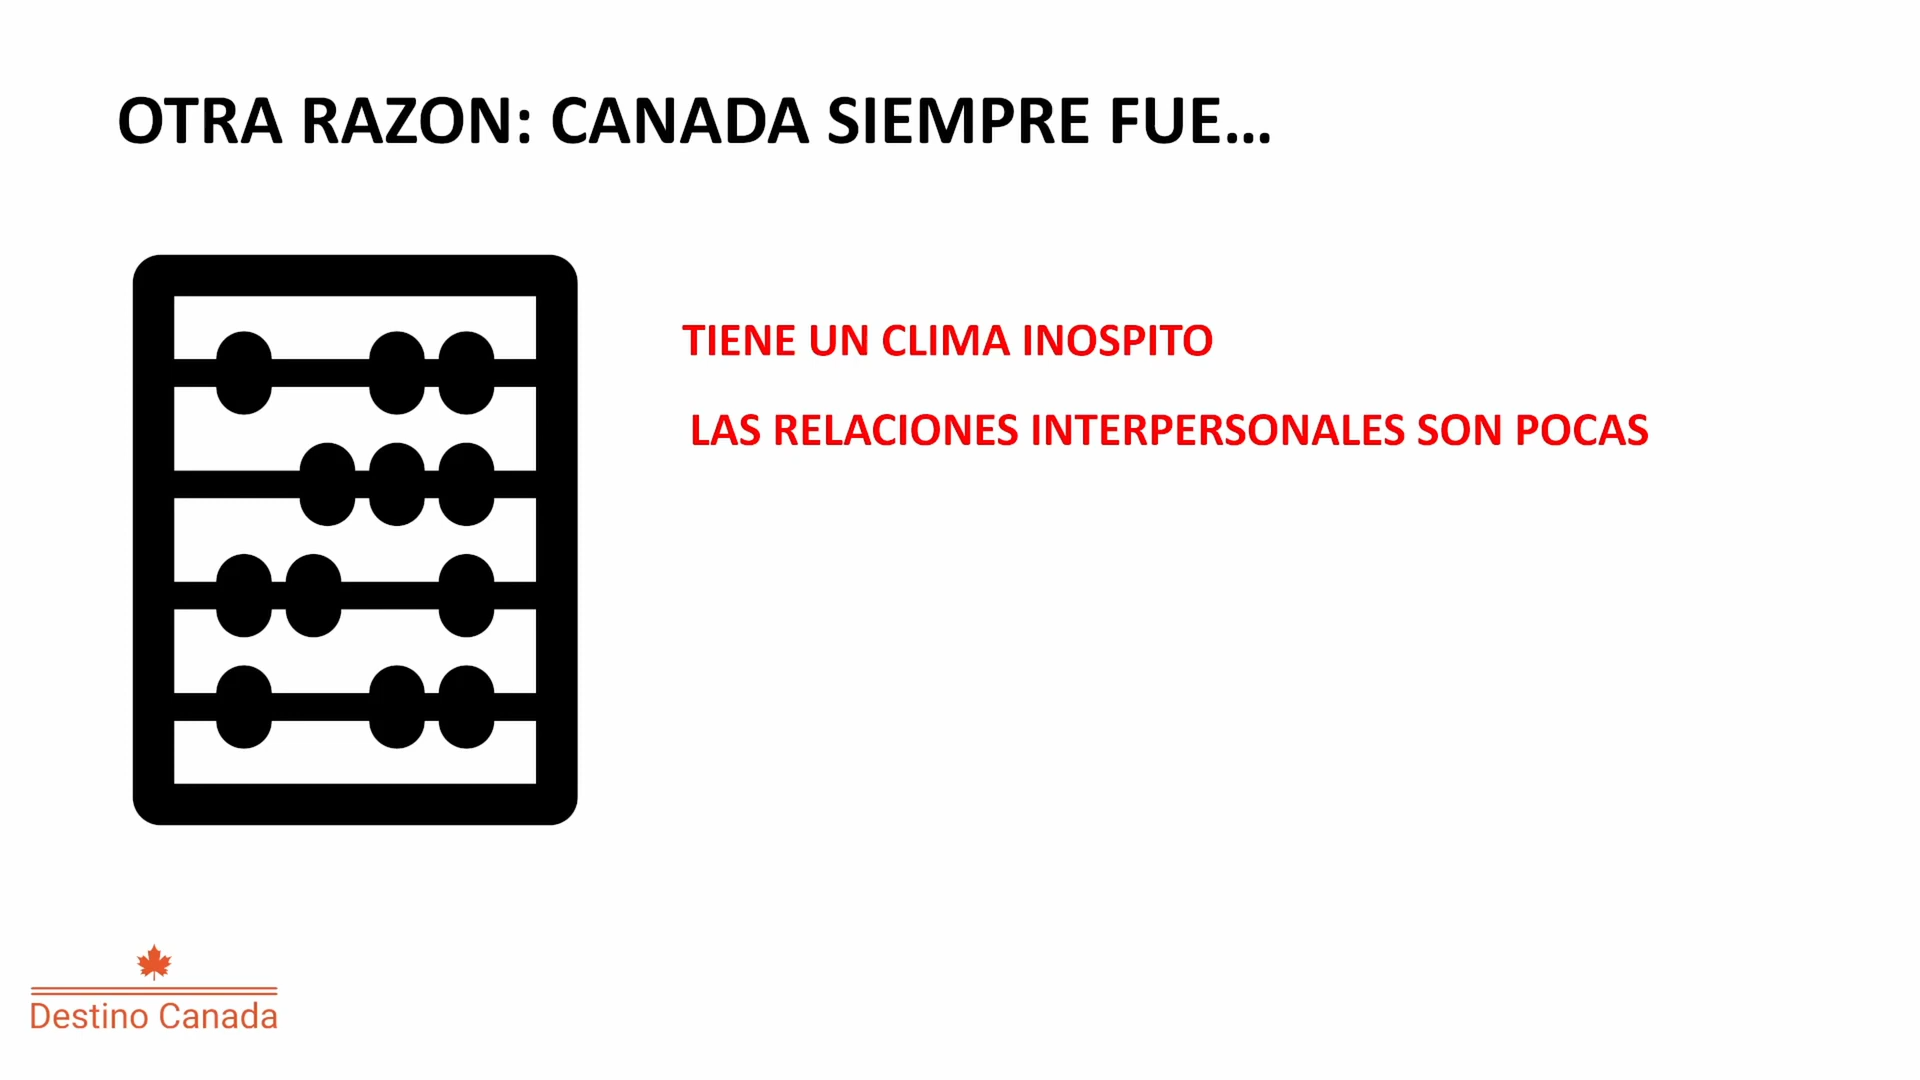 OTRA RAZON: CANADA SIEMPRE FUE...
TIENE UN CLIMA INOSPITO
LAS RELACIONES INTERPERSONALES SON POCAS
Destino Canada